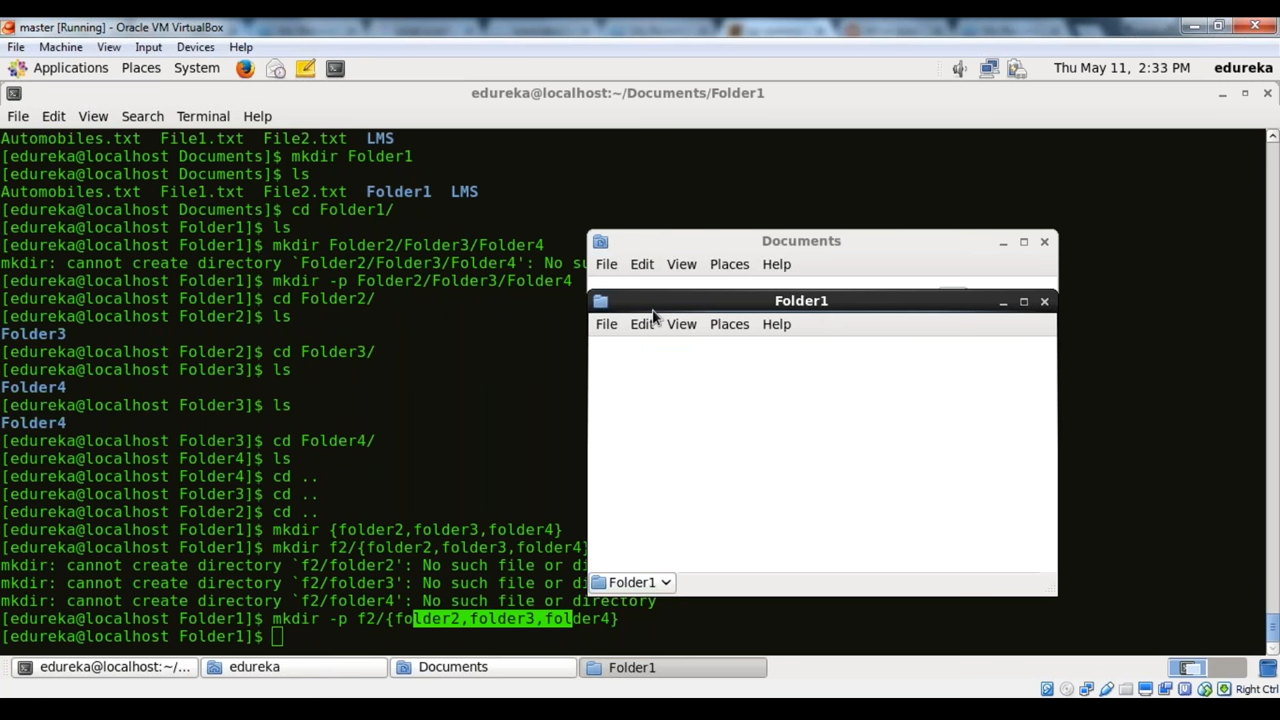 master [Running] - Oracle VM VirtualBox
File Machine View Input Devices Help
Applications Places System Thu May 11, 2:33 PM edureka
edureka@localhost:~/Documents/Folder1
File Edit View Search Terminal Help
Automobiles.txt File1.txt File2.txt LMS
[edureka@localhost Documents]$ mkdir Folder1
[edureka@localhost Documents]$ ls
Automobiles.txt File1.txt File2.txt Folder1 LMS
[edureka@localhost Documents]$ cd Folder1/
[edureka@localhost Folder1]$ ls
[edureka@localhost Folder1]$ mkdir Folder2/Folder3/Folder4
mkdir: cannot create directory `Folder2/Folder3/Folder4': No su
[edureka@localhost Folder1]$ mkdir -p Folder2/Folder3/Folder4
[edureka@localhost Folder1]$ cd Folder2/
[edureka@localhost Folder2]$ ls
Folder3
[edureka@localhost Folder2]$ cd Folder3/
[edureka@localhost Folder3]$ ls
Folder4
[edureka@localhost Folder3]$ ls
Folder4
[edureka@localhost Folder3]$ cd Folder4/
[edureka@localhost Folder4]$ ls
[edureka@localhost Folder4]$ cd ..
[edureka@localhost Folder3]$ cd ..
[edureka@localhost Folder2]$ cd ..
[edureka@localhost Folder1]$ mkdir {folder2,folder3,folder4}
[edureka@localhost Folder1]$ mkdir f2/{folder2,folder3,folder4}
mkdir: cannot create directory `f2/folder2': No such file or di
mkdir: cannot create directory `f2/folder3': No such file or di
mkdir: cannot create directory `f2/folder4': No such file or directory
[edureka@localhost Folder1]$ mkdir -p f2/{folder2,folder3,folder4}
[edureka@localhost Folder1]$
Documents
File Edit View Places Help
Folder1
File Edit View Places Help
Folder1
edureka@localhost:~/... edureka Documents Folder1
Right Ctrl